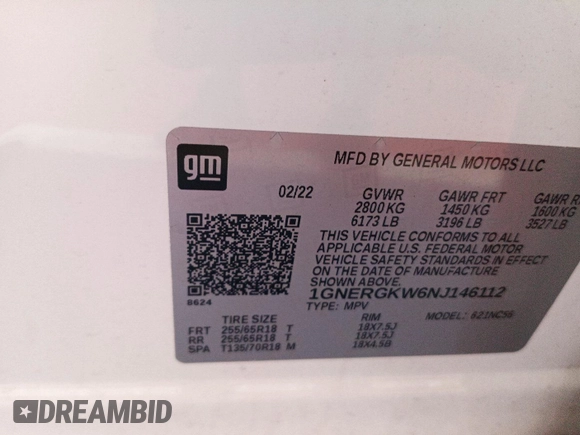 gm
MFD BY GENERAL MOTORS LLC
02/22 GVWR GAWR FRT GAWR R
2800 KG 1450 KG 1600 KG
6173 LB 3196 LB 3527 LB
THIS VEHICLE CONFORMS TO ALL
APPLICABLE U.S. FEDERAL MOTOR
VEHICLE SAFETY STANDARDS IN EFFECT
ON THE DATE OF MANUFACTURE
SHOWN ABOVE.
8624
1GNERGKW6NJ146112
TYPE: MPV MODEL: 621NC56
TIRE SIZE RIM
FRT 255/65R18 T 18X7.5J
RR 255/65R18 T 18X7.5J
SPA T135/70R18 M 18X4.5B
DREAMBID